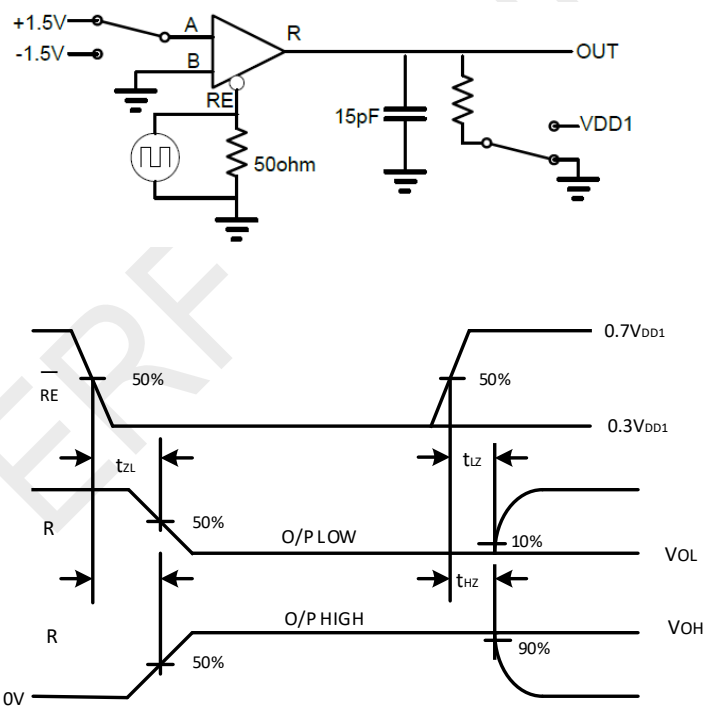 +1.5V
A
R
OUT
-1.5V
B
RE
15pF
VDD1
50ohm
0.7VDD1
RE
50%
50%
0.3VDD1
tZL
tLZ
R
50%
O/P LOW
10%
VOL
tHZ
R
O/P HIGH
VOH
50%
90%
0V